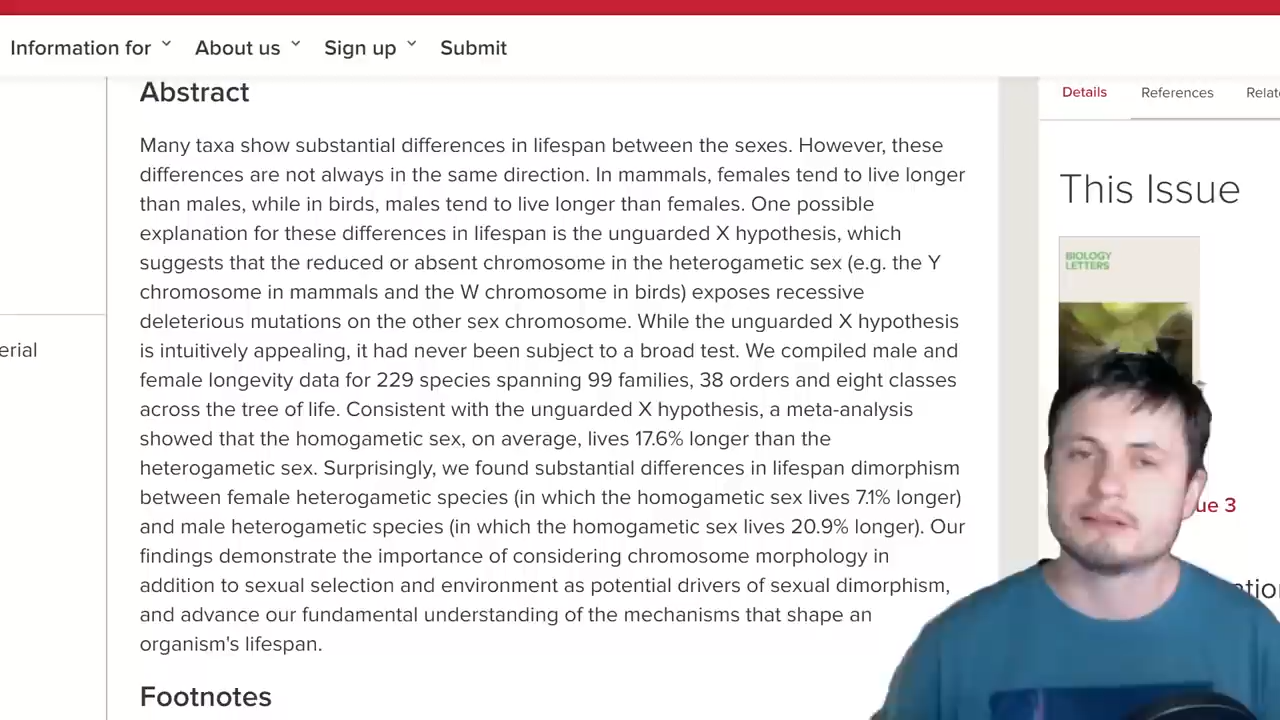 Information for
About us
Sign up
Submit
Abstract
Details
References
Many taxa show substantial differences in lifespan between the sexes. However, these
differences are not always in the same direction. In mammals, females tend to live longer
than males, while in birds, males tend to live longer than females. One possible
explanation for these differences in lifespan is the unguarded X hypothesis, which
suggests that the reduced or absent chromosome in the heterogametic sex (e.g. the Y
chromosome in mammals and the W chromosome in birds) exposes recessive
deleterious mutations on the other sex chromosome. While the unguarded X hypothesis
is intuitively appealing, it had never been subject to a broad test. We compiled male and
female longevity data for 229 species spanning 99 families, 38 orders and eight classes
across the tree of life. Consistent with the unguarded X hypothesis, a meta-analysis
showed that the homogametic sex, on average, lives 17.6% longer than the
heterogametic sex. Surprisingly, we found substantial differences in lifespan dimorphism
between female heterogametic species (in which the homogametic sex lives 7.1% longer)
and male heterogametic species (in which the homogametic sex lives 20.9% longer). Our
findings demonstrate the importance of considering chromosome morphology in
addition to sexual selection and environment as potential drivers of sexual dimorphism,
and advance our fundamental understanding of the mechanisms that shape an
organism's lifespan.
Footnotes
This Issue
BIOLOGY
LETTERS
ue 3
erial